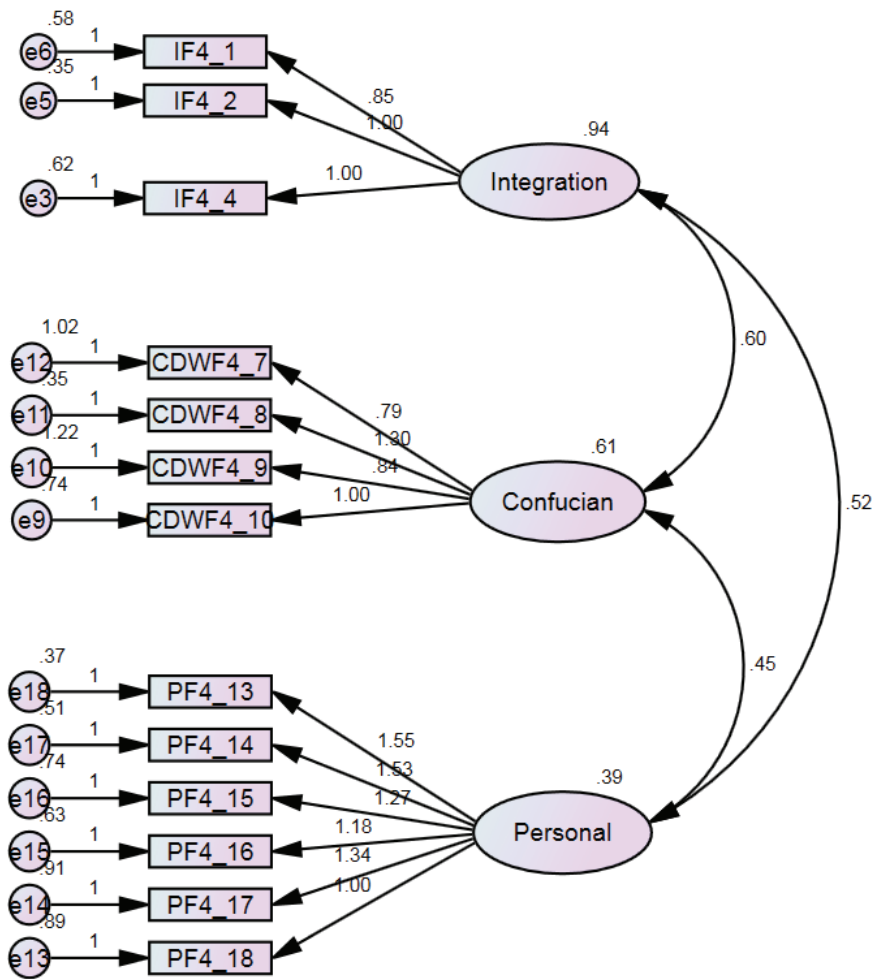 .58
e6 1 IF4_1
.85
.35
e5 1 IF4_2
1.00
.94
Integration
.62
e3 1 IF4_4
1.00
.60
1.02
e12 1 CDWF4_7
.79
.35
e11 1 CDWF4_8
1.30
1.22
e10 1 CDWF4_9
.84
.61
Confucian
.74
e9 1 CDWF4_10
1.00
.52
.45
.37
e18 1 PF4_13
1.55
.51
e17 1 PF4_14
1.53
.74
e16 1 PF4_15
1.27
.39
Personal
.63
e15 1 PF4_16
1.18
.91
e14 1 PF4_17
1.34
.89
e13 1 PF4_18
1.00